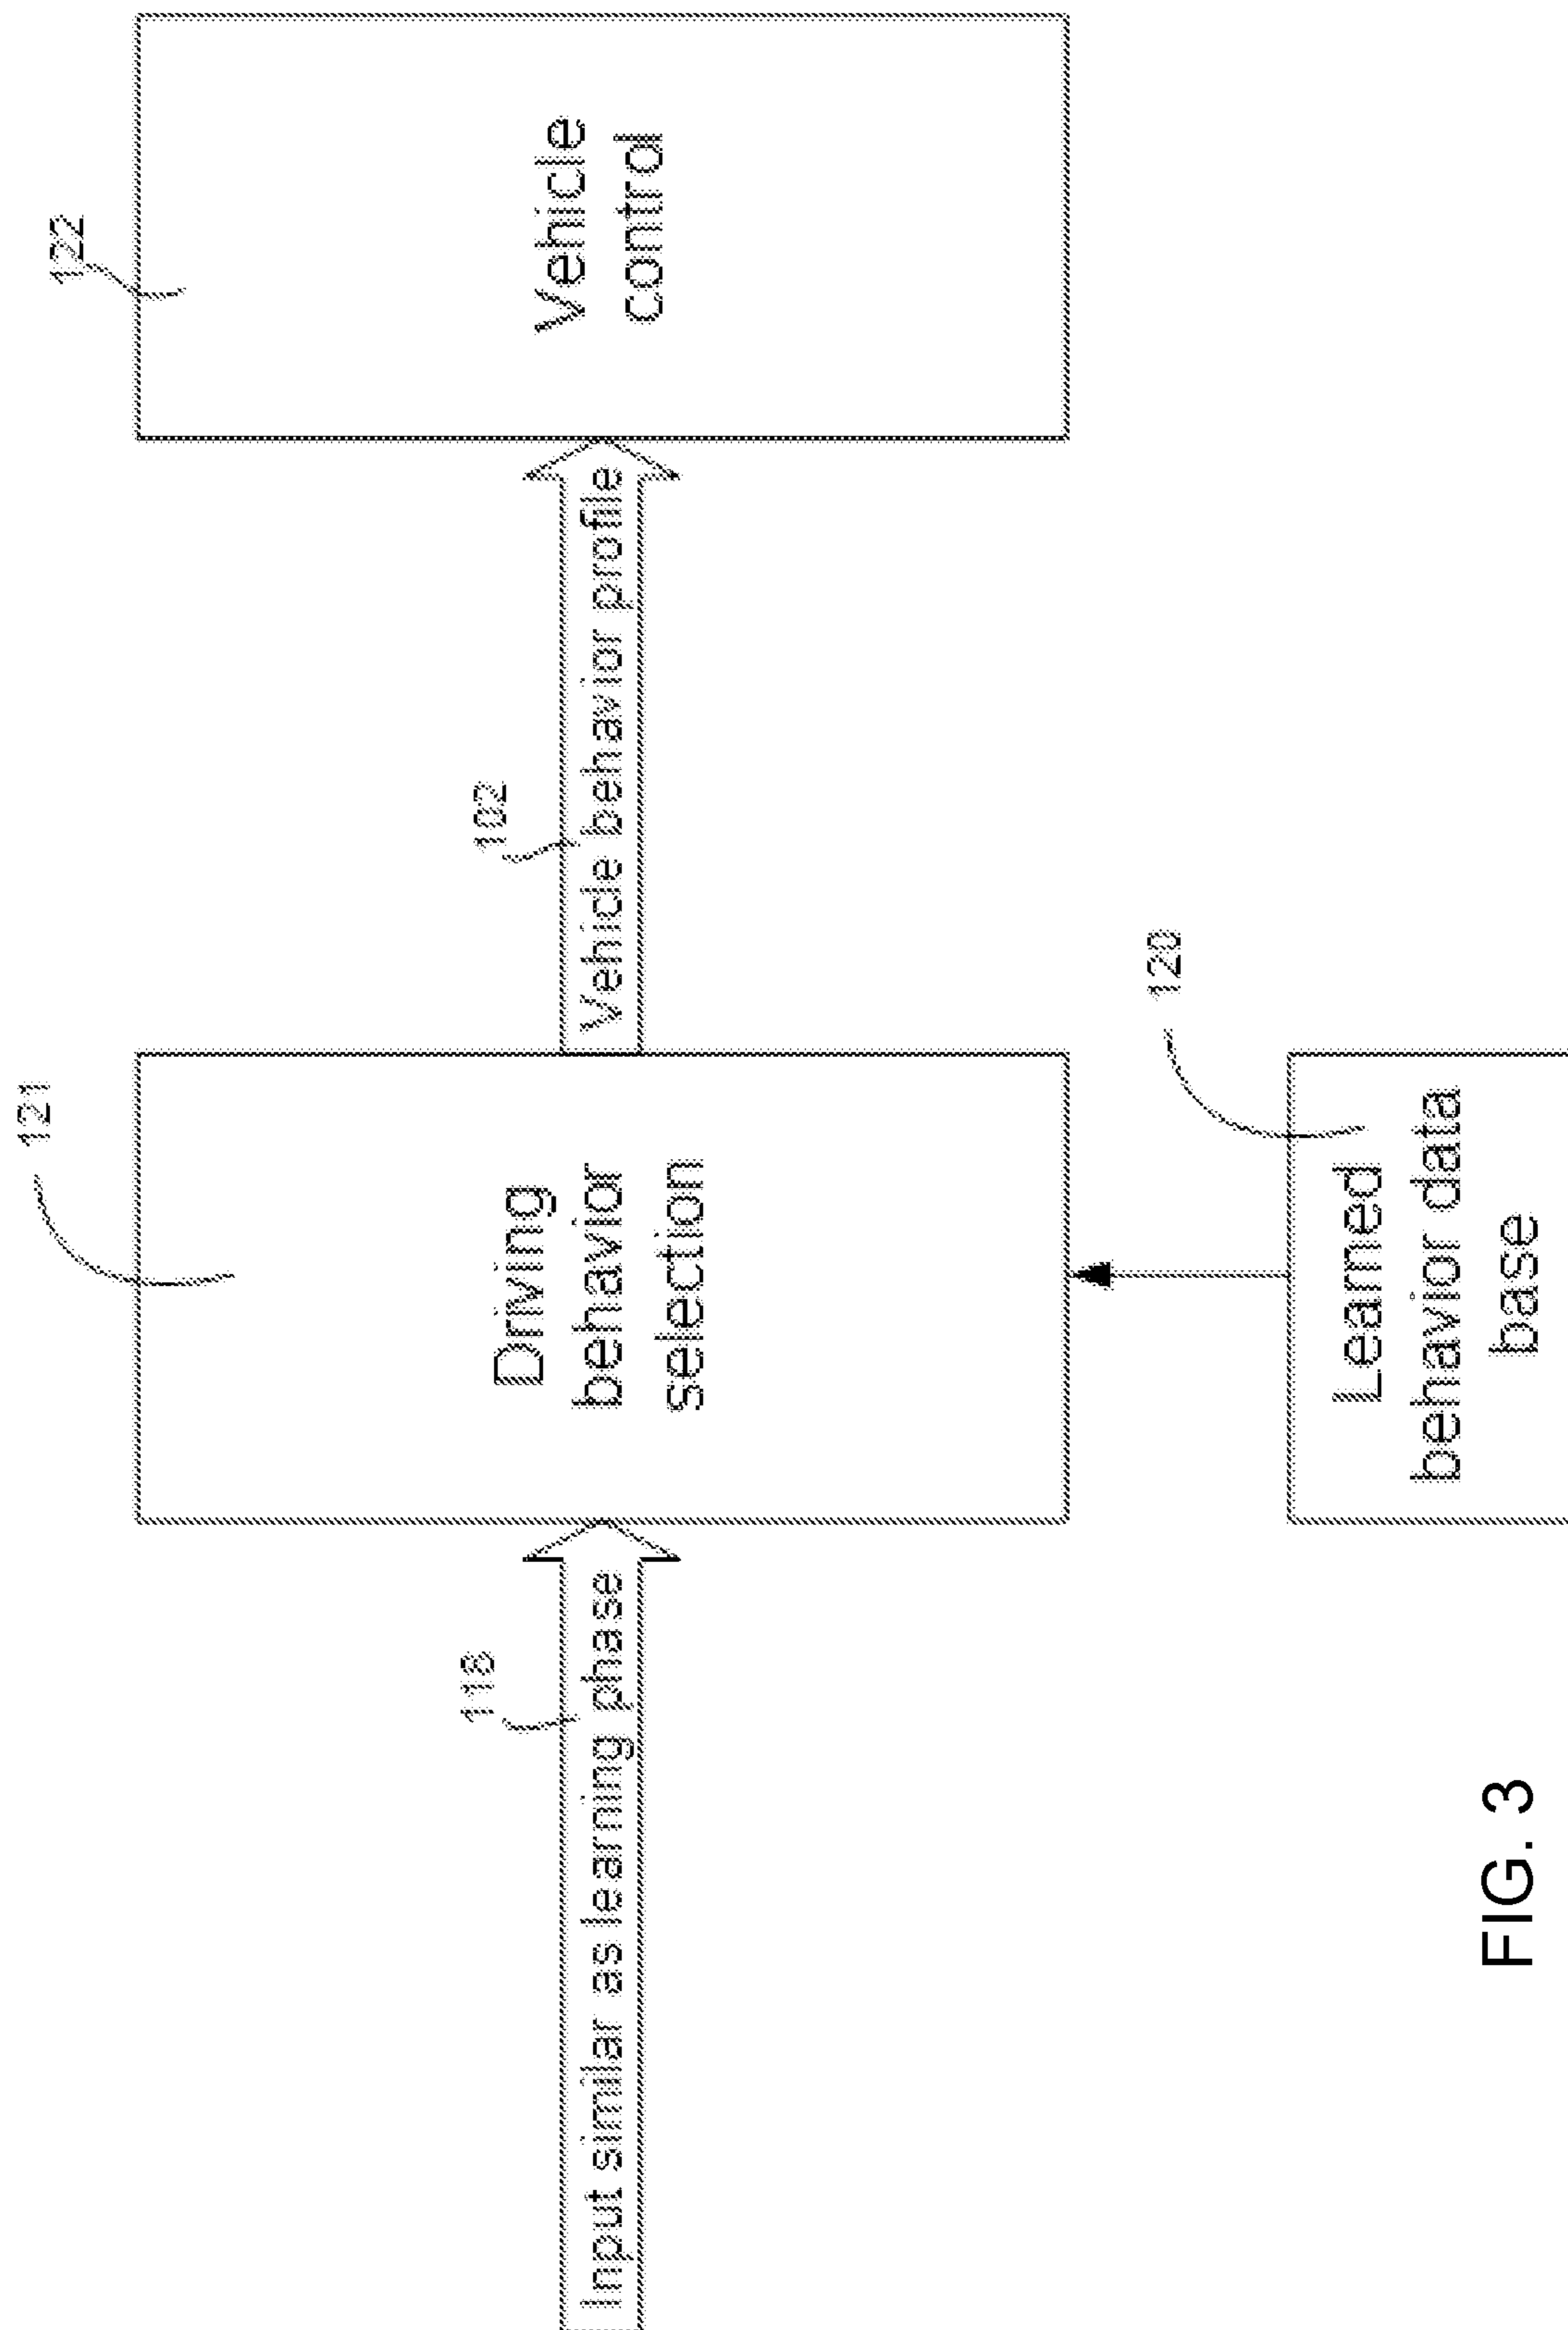 121
122
118
102
Input similar as learning phase
Driving
behavior
selection
Vehicle behavior profile
Vehicle
control
120
Learned
behavior data
base
FIG. 3